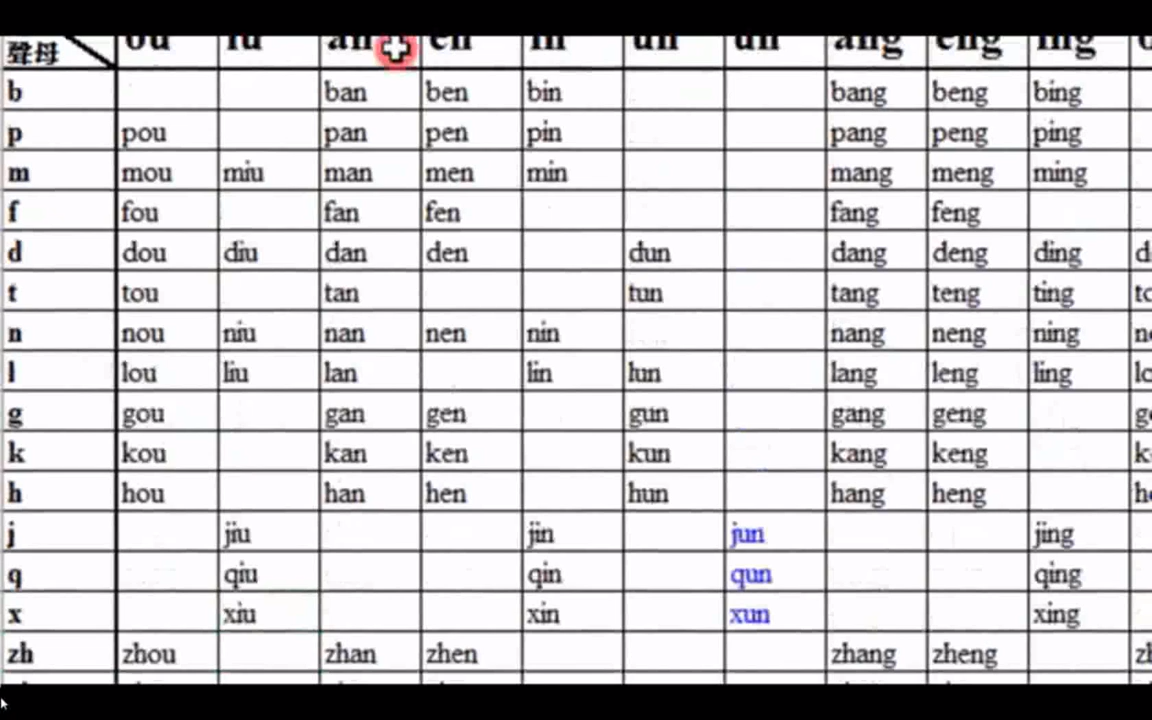 聲母 ou iu an en in un un ang eng ing
b ban ben bin bang beng bing
p pou pan pen pin pang peng ping
m mou miu man men min mang meng ming
f fou fan fen fang feng
d dou diu dan den dun dang deng ding
t tou tan tun tang teng ting
n nou niu nan nen nin nang neng ning
l lou liu lan lin lun lang leng ling
g gou gan gen gun gang geng
k kou kan ken kun kang keng
h hou han hen hun hang heng
j jiu jin jun jing
q qiu qin qun qing
x xiu xin xun xing
zh zhou zhan zhen zhang zheng